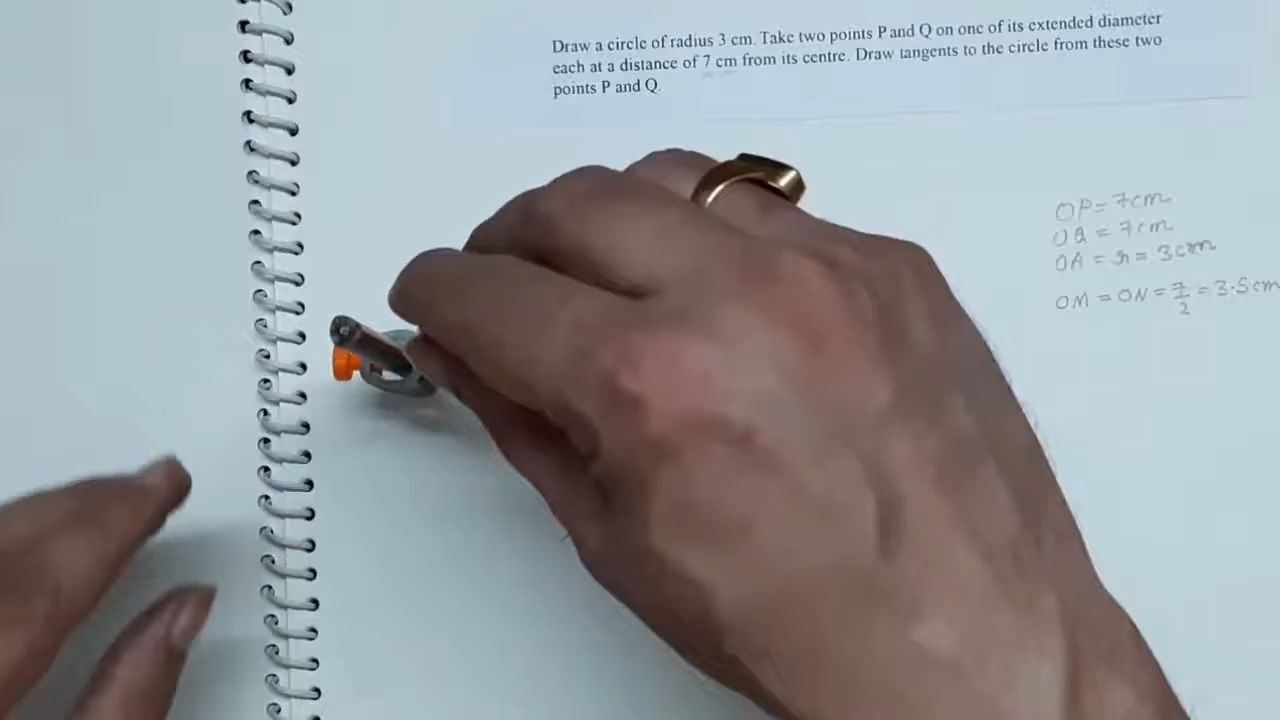 Draw a circle of radius 3 cm. Take two points P and Q on one of its extended diameter
each at a distance of 7 cm from its centre. Draw tangents to the circle from these two
points P and Q.
OP = 7cm
OQ = 7cm
OA = r = 3cm
OM = ON = 7/2 = 3.5cm